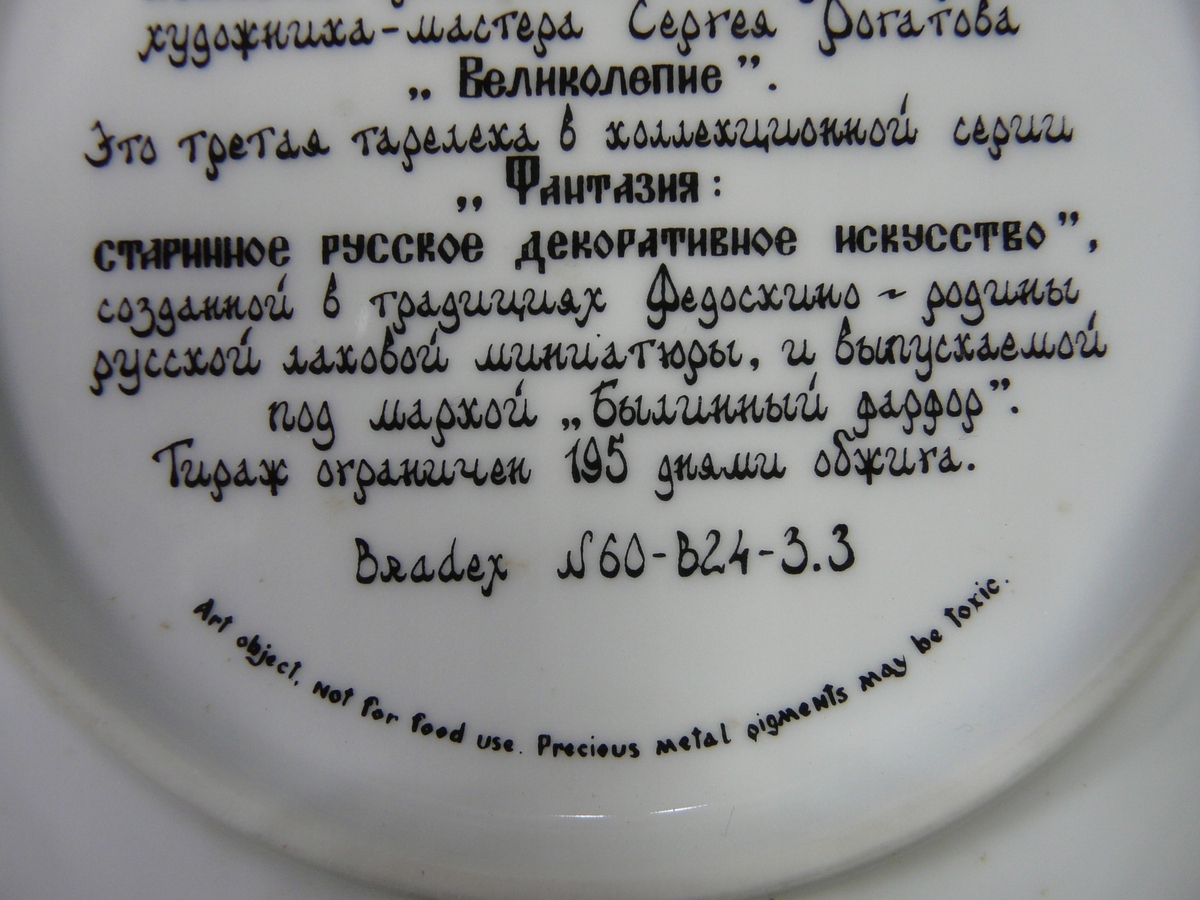 художника-мастера Сергея Рогатова
„Великолепие”.
Это третая тарелека в коллекционной серии
„Фантазия:
старинное русское декоративное искусство”,
созданной в традициях Федоскино ~ родины
русской лаковой миниатюры, и выпускаемой
под маркой „Былинный фарфор”.
Тираж ограничен 195 днями обжига.
Bradex N60-B24-3.3
Art object. Not for food use. Precious metal pigments may be toxic.